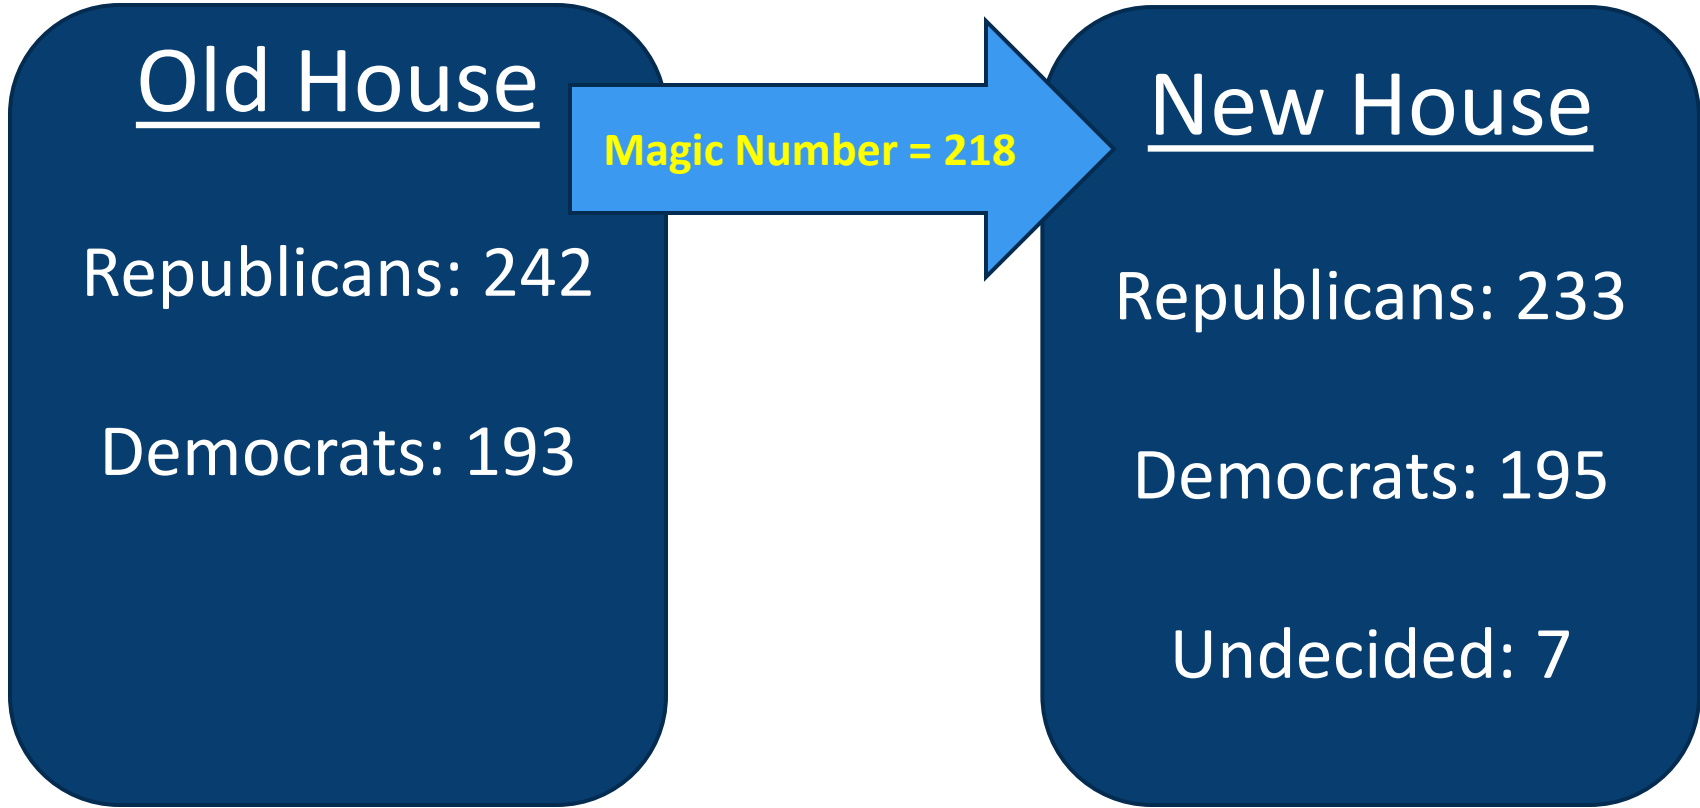 Old House
Republicans: 242
Democrats: 193
Magic Number = 218
New House
Republicans: 233
Democrats: 195
Undecided: 7